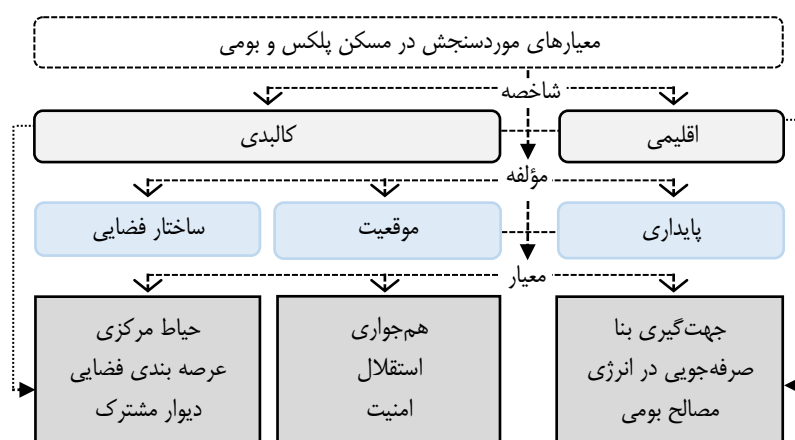 معیارهای موردسنجش در مسکن پلکس و بومی
شاخصه
اقلیمی
کالبدی
مؤلفه
پایداری
موقعیت
ساختار فضایی
معیار
جهت‌گیری بنا
صرفه‌جویی در انرژی
مصالح بومی
هم‌جواری
استقلال
امنیت
حیاط مرکزی
عرصه بندی فضایی
دیوار مشترک